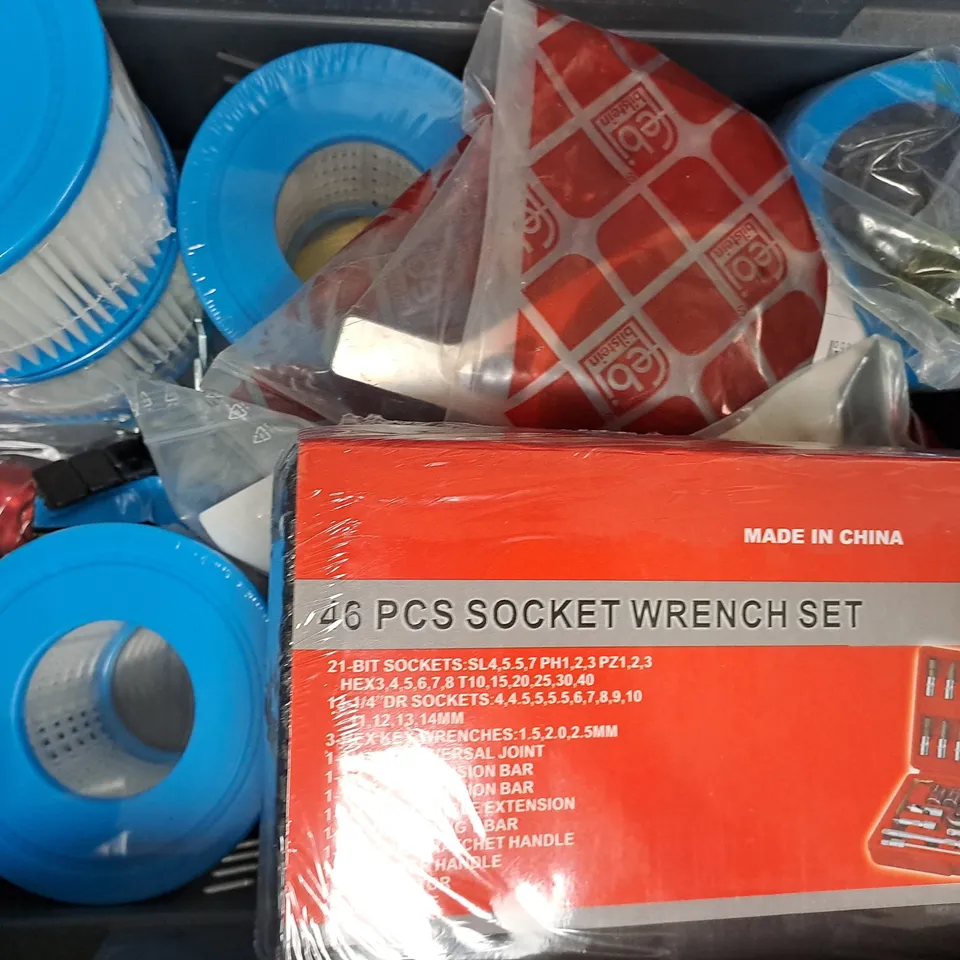 febi
bilstein
febi
bilstein
febi
bilstein
MADE IN CHINA
46 PCS SOCKET WRENCH SET
21-BIT SOCKETS:SL4,5.5,7 PH1,2,3 PZ1,2,3
HEX3,4,5,6,7,8 T10,15,20,25,30,40
DR SOCKETS:4,4.5,5,5.5,6,7,8,9,10
11,12,13,14MM
WRENCHES:1.5,2.0,2.5MM
JOINT
BAR
BAR
EXTENSION
BAR
HANDLE
HANDLE